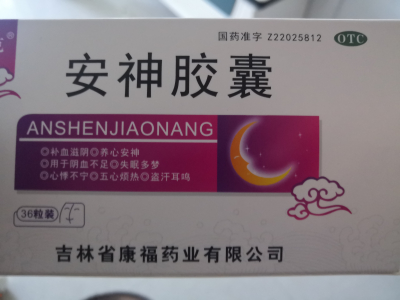 国药准字 Z22025812 OTC
®
安神胶囊
ANSHENJIAONANG
◎补血滋阴◎养心安神
◎用于阴血不足◎失眠多梦
◎心悸不宁◎五心烦热◎盗汗耳鸣
36粒装
吉林省康福药业有限公司